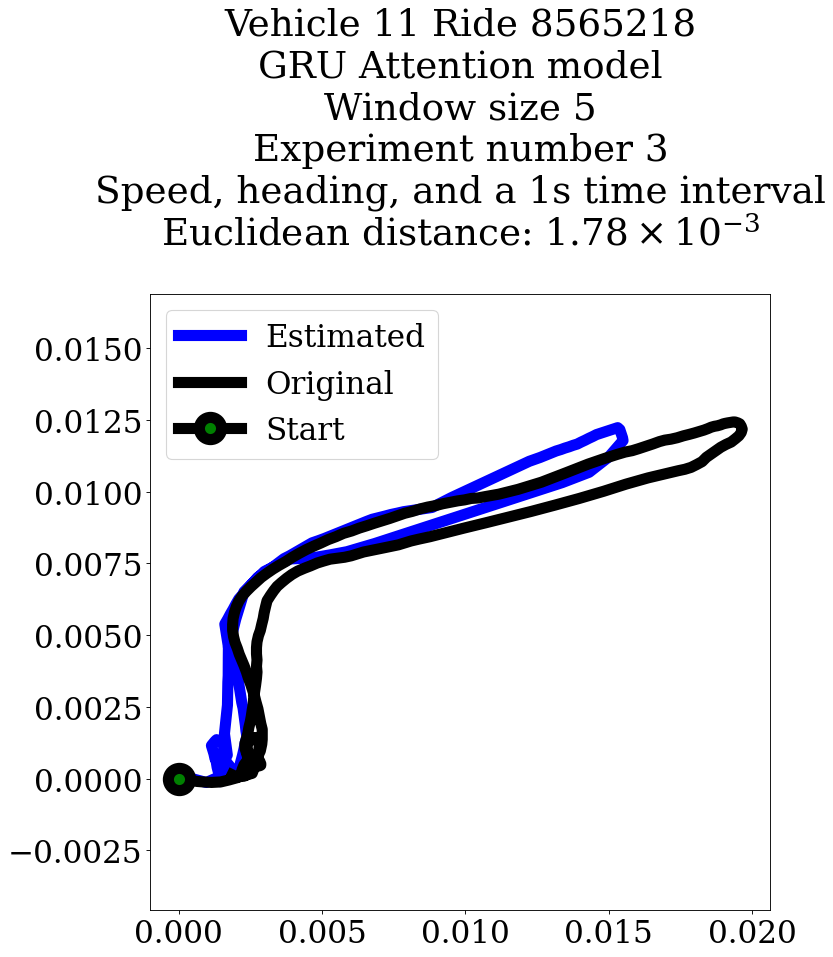 Vehicle 11 Ride 8565218
GRU Attention model
Window size 5
Experiment number 3
Speed, heading, and a 1s time interval
Euclidean distance: 1.78 × 10⁻³
Estimated
Original
Start
0.0150
0.0125
0.0100
0.0075
0.0050
0.0025
0.0000
−0.0025
0.000 0.005 0.010 0.015 0.020